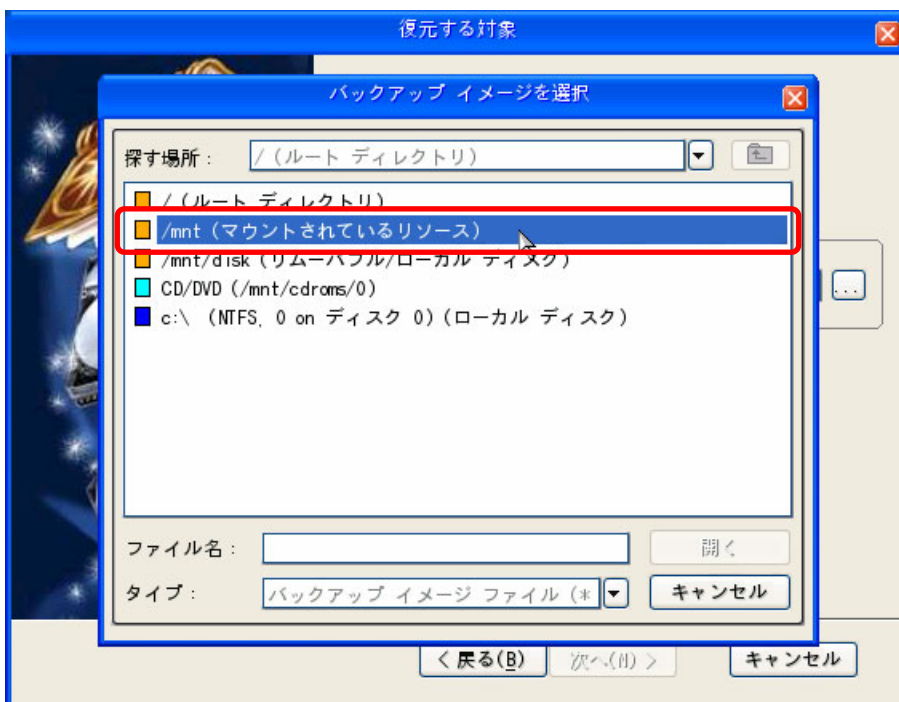 復元する対象
バックアップ イメージを選択
探す場所：
/ (ルート ディレクトリ)
/ (ルート ディレクトリ)
/mnt (マウントされているリソース)
/mnt/disk (リムーバブル/ローカル ディスク)
CD/DVD (/mnt/cdroms/0)
c:\ (NTFS, 0 on ディスク 0) (ローカル ディスク)
...
ファイル名：
開く
タイプ：
バックアップ イメージ ファイル (*
キャンセル
< 戻る(B)
次へ(N) >
キャンセル